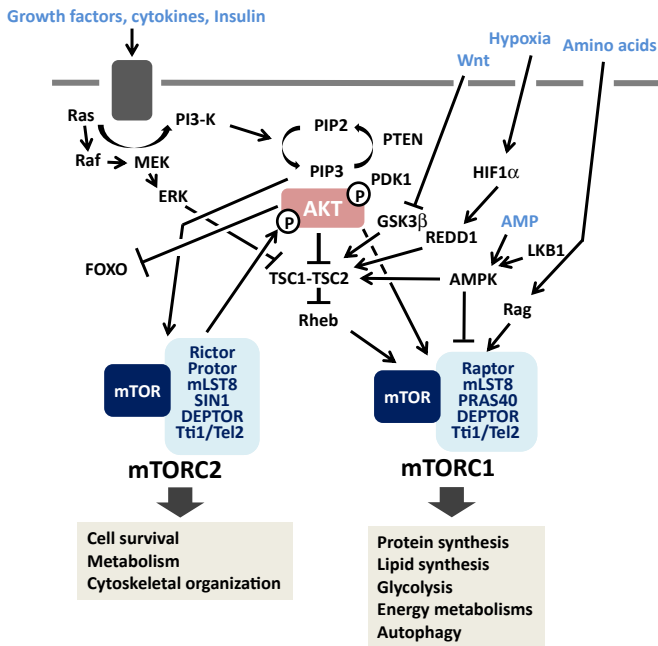 Growth factors, cytokines, Insulin
Hypoxia
Amino acids
Wnt
Ras
PI3-K
PIP2
PTEN
Raf
MEK
PIP3
HIF1α
PDK1
ERK
P
AKT
P
GSK3β
AMP
REDD1
LKB1
FOXO
TSC1-TSC2
AMPK
Rheb
Rag
mTOR
Rictor
Protor
mLST8
SIN1
DEPTOR
Tti1/Tel2
mTORC2
mTOR
Raptor
mLST8
PRAS40
DEPTOR
Tti1/Tel2
mTORC1
Cell survival
Metabolism
Cytoskeletal organization
Protein synthesis
Lipid synthesis
Glycolysis
Energy metabolisms
Autophagy